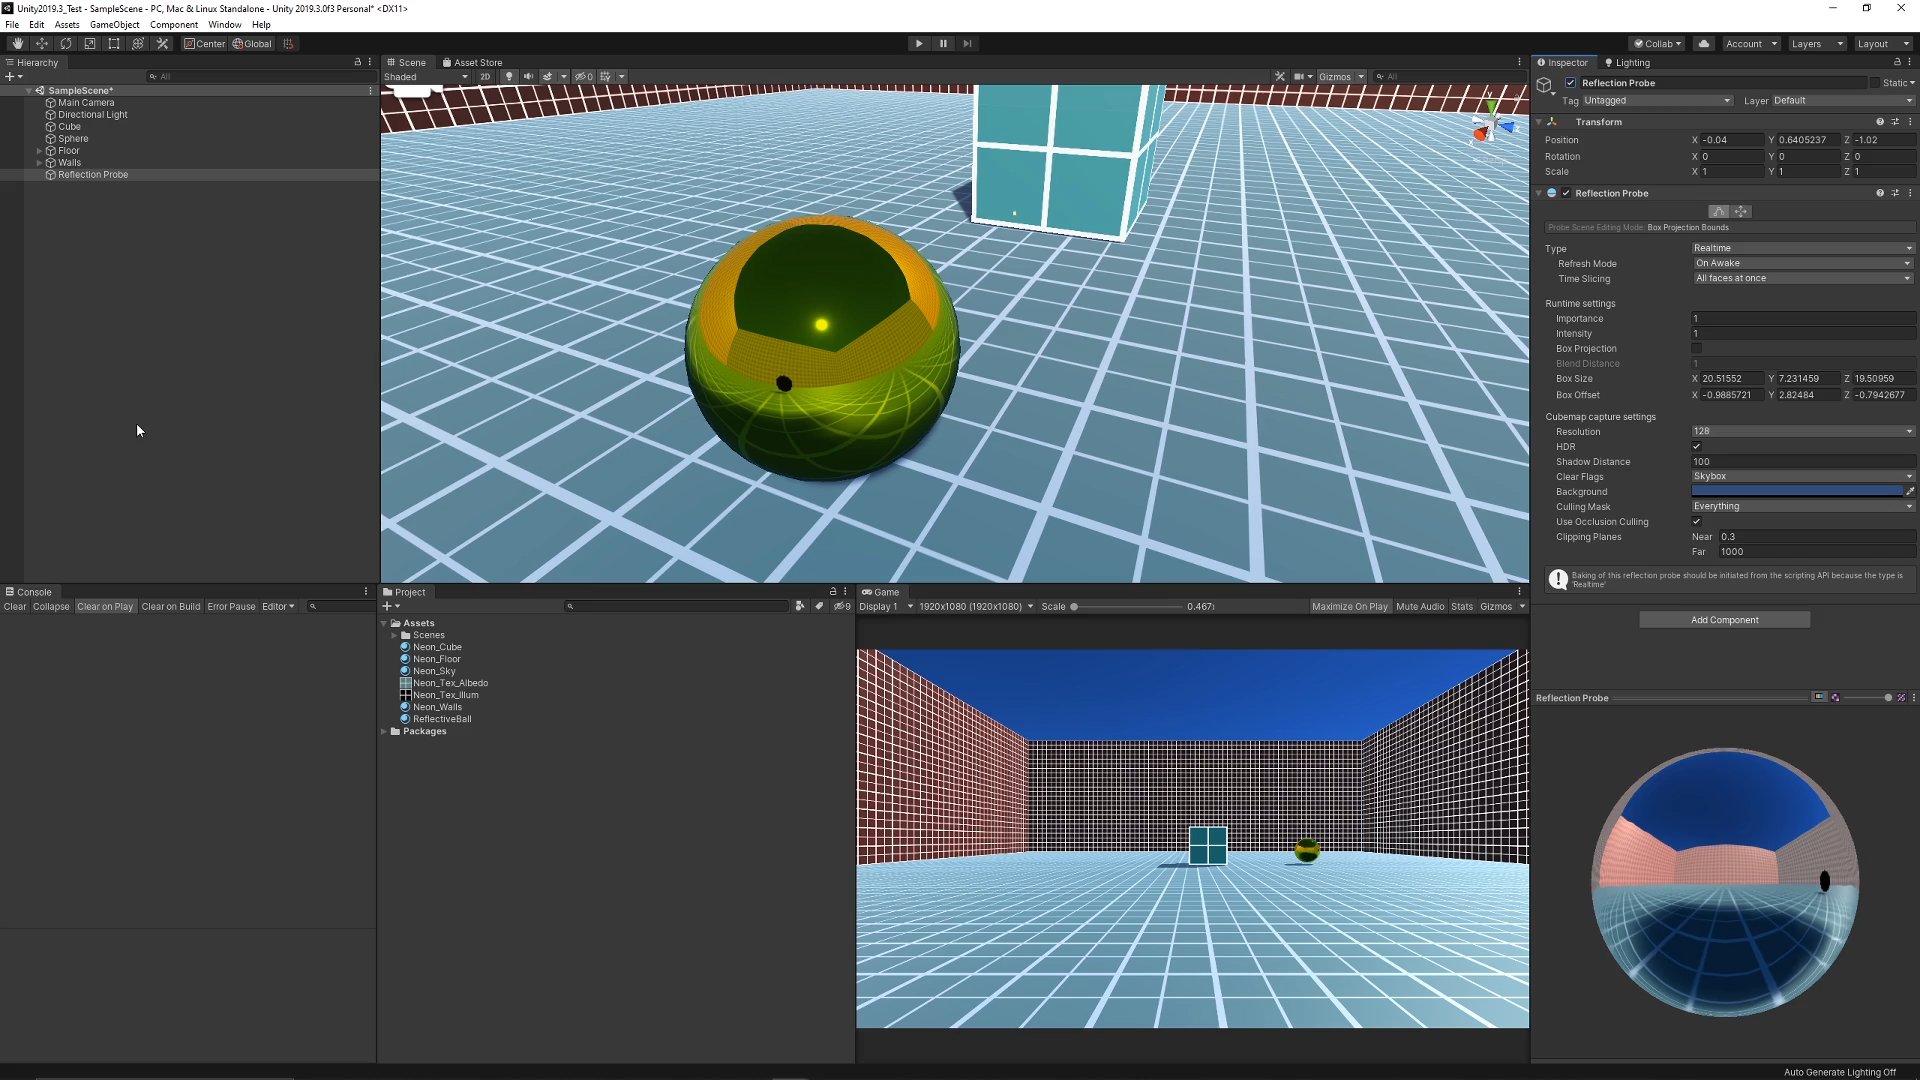 Unity2019.3_Test - SampleScene - PC, Mac & Linux Standalone - Unity 2019.3.0f3 Personal* <DX11>
File Edit Assets GameObject Component Window Help
Center Global
Collab Account Layers Layout
Hierarchy
All
SampleScene*
Main Camera
Directional Light
Cube
Sphere
Floor
Walls
Reflection Probe
Scene Asset Store
Shaded 2D 0 Gizmos All
Inspector Lighting
Reflection Probe Static
Tag Untagged Layer Default
Transform
Position X -0.04 Y 0.6405237 Z -1.02
Rotation X 0 Y 0 Z 0
Scale X 1 Y 1 Z 1
Reflection Probe
Probe Scene Editing Mode: Box Projection Bounds
Type Realtime
Refresh Mode On Awake
Time Slicing All faces at once
Runtime settings
Importance 1
Intensity 1
Box Projection
Blend Distance 1
Box Size X 20.51552 Y 7.231459 Z 19.50959
Box Offset X -0.9885721 Y 2.82484 Z -0.7942677
Cubemap capture settings
Resolution 128
HDR
Shadow Distance 100
Clear Flags Skybox
Background
Culling Mask Everything
Use Occlusion Culling
Clipping Planes Near 0.3
Far 1000
Baking of this reflection probe should be initiated from the scripting API because the type is
'Realtime'
Add Component
Reflection Probe
Console
Clear Collapse Clear on Play Clear on Build Error Pause Editor
Project
9
Assets
Scenes
Neon_Cube
Neon_Floor
Neon_Sky
Neon_Tex_Albedo
Neon_Tex_Illum
Neon_Walls
ReflectiveBall
Packages
Game
Display 1 1920x1080 (1920x1080) Scale 0.467 Maximize On Play Mute Audio Stats Gizmos
Auto Generate Lighting Off